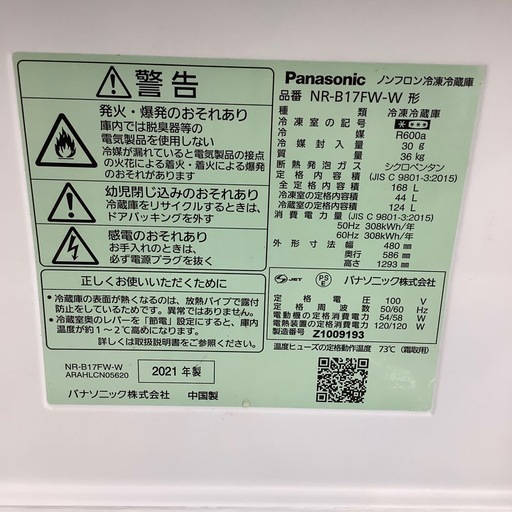 警告
発火・爆発のおそれあり
庫内では脱臭器等の
電気製品を使用しない
冷媒が漏れていると電気製品の接点
の火花による着火・着火による爆発
のおそれがあります
幼児閉じ込みのおそれあり
冷蔵庫をリサイクルするときは、
ドアパッキングを外す
感電のおそれあり
お手入れのときは、
必ず電源プラグを抜く
正しくお使いいただくために
・冷蔵庫の表面が熱くなるのは、放熱パイプで露付
防止をしているためです。異常ではありません。
・冷蔵室奥のレバーを「節電」設定にすると、庫内
温度が約1~2℃高めになります。
詳しくは取扱説明書をご覧ください。
NR-B17FW-W
ARAHLCN05620
2021 年製
パナソニック株式会社 中国製
Panasonic ノンフロン冷凍冷蔵庫
品番 NR-B17FW-W 形
種類 冷凍冷蔵庫
冷凍室の記号
冷媒 R600a
冷媒封入量 30 g
質量 36 kg
断熱発泡ガス シクロペンタン
定格内容積 (JIS C 9801-3:2015)
全定格内容積 168 L
冷凍室の定格内容積 44 L
冷蔵室の定格内容積 124 L
消費電力量 (JIS C 9801-3:2015)
50Hz 308kWh/年
60Hz 308kWh/年
外形寸法 幅 480 mm
奥行 586 mm
高さ 1293 mm
JET PS E パナソニック株式会社
定格電圧 100 V
定格周波数 50/60 Hz
電動機の定格消費電力 54/58 W
電熱装置の定格消費電力 120/120 W
製造番号 Z1009193
温度ヒューズの定格動作温度 73℃ (霜取用)